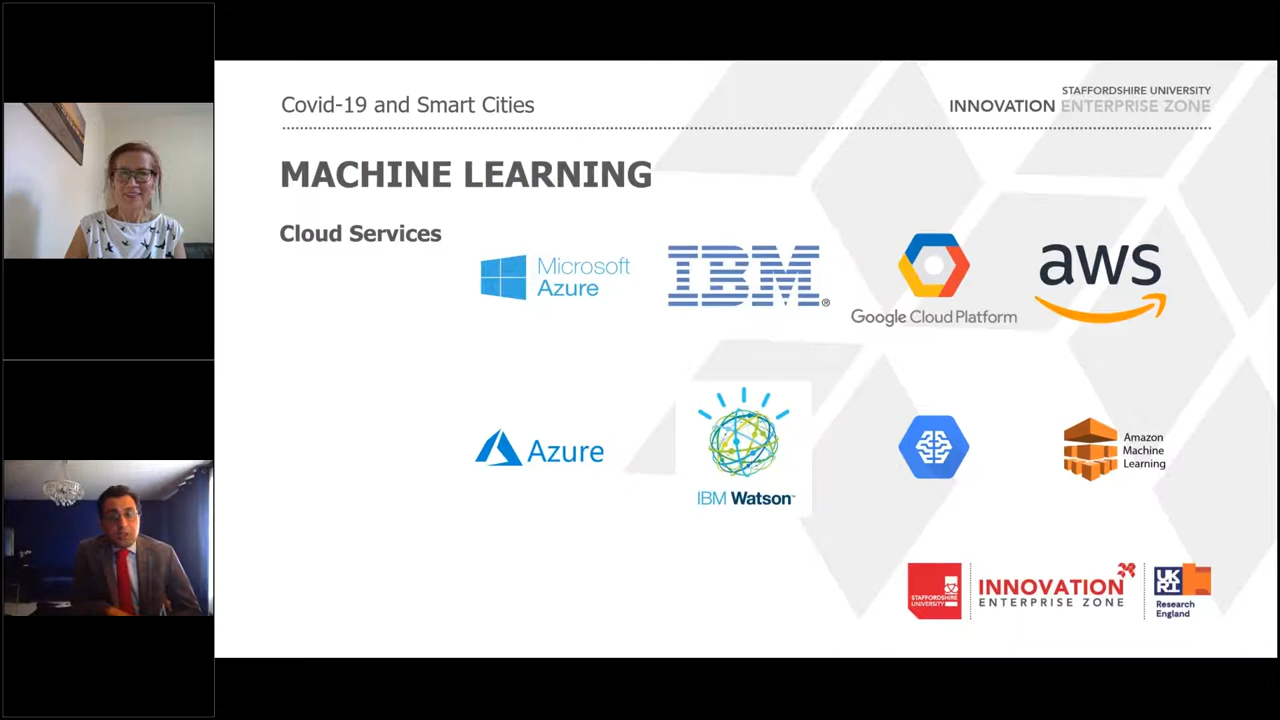 Covid-19 and Smart Cities
STAFFORDSHIRE UNIVERSITY
INNOVATION ENTERPRISE ZONE
MACHINE LEARNING
Cloud Services
Microsoft
Azure
IBM®
Google Cloud Platform
aws
Azure
IBM Watson™
Amazon
Machine
Learning
STAFFORDSHIRE
UNIVERSITY
INNOVATION
ENTERPRISE ZONE
UK
RI
Research
England